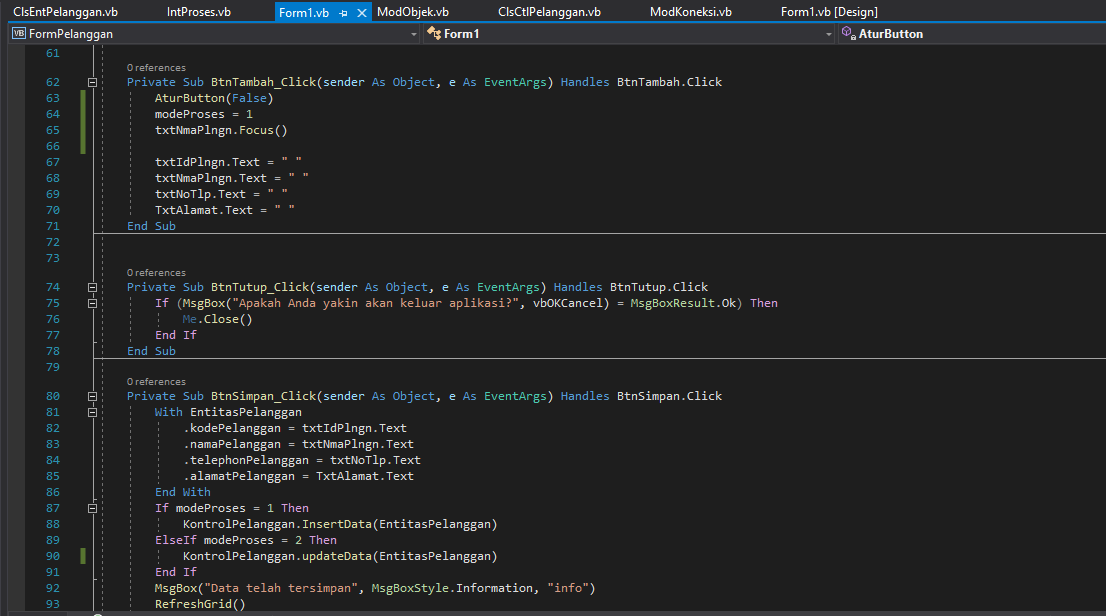 ClsEntPelanggan.vb IntProses.vb Form1.vb ModObjek.vb ClsCtlPelanggan.vb ModKoneksi.vb Form1.vb [Design]
VB FormPelanggan Form1 AturButton
61
0 references
62 Private Sub BtnTambah_Click(sender As Object, e As EventArgs) Handles BtnTambah.Click
63 AturButton(False)
64 modeProses = 1
65 txtNmaPlngn.Focus()
66
67 txtIdPlngn.Text = " "
68 txtNmaPlngn.Text = " "
69 txtNoTlp.Text = " "
70 TxtAlamat.Text = " "
71 End Sub
72
73
0 references
74 Private Sub BtnTutup_Click(sender As Object, e As EventArgs) Handles BtnTutup.Click
75 If (MsgBox("Apakah Anda yakin akan keluar aplikasi?", vbOKCancel) = MsgBoxResult.Ok) Then
76 Me.Close()
77 End If
78 End Sub
79
0 references
80 Private Sub BtnSimpan_Click(sender As Object, e As EventArgs) Handles BtnSimpan.Click
81 With EntitasPelanggan
82 .kodePelanggan = txtIdPlngn.Text
83 .namaPelanggan = txtNmaPlngn.Text
84 .telephonPelanggan = txtNoTlp.Text
85 .alamatPelanggan = TxtAlamat.Text
86 End With
87 If modeProses = 1 Then
88 KontrolPelanggan.InsertData(EntitasPelanggan)
89 ElseIf modeProses = 2 Then
90 KontrolPelanggan.updateData(EntitasPelanggan)
91 End If
92 MsgBox("Data telah tersimpan", MsgBoxStyle.Information, "info")
93 RefreshGrid()